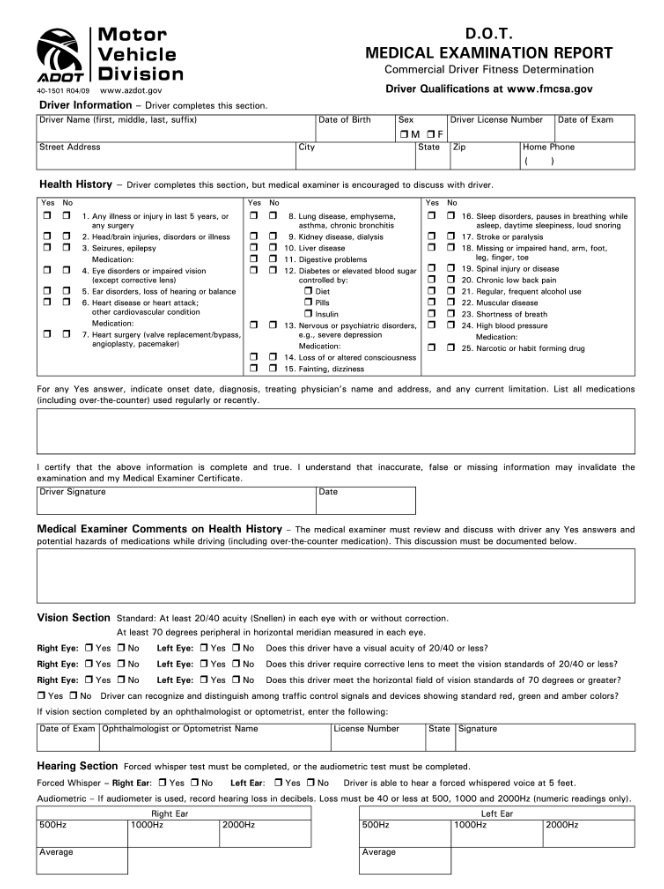 Motor
Vehicle
Division
ADOT
40-1501 R04/09 www.azdot.gov
D.O.T.
MEDICAL EXAMINATION REPORT
Commercial Driver Fitness Determination
Driver Qualifications at www.fmcsa.gov
Driver Information – Driver completes this section.
Driver Name (first, middle, last, suffix) Date of Birth Sex Driver License Number Date of Exam
☐ M ☐ F
Street Address City State Zip Home Phone
( )
Health History – Driver completes this section, but medical examiner is encouraged to discuss with driver.
Yes No
☐ ☐ 1. Any illness or injury in last 5 years, or
any surgery
☐ ☐ 2. Head/brain injuries, disorders or illness
☐ ☐ 3. Seizures, epilepsy
Medication:
☐ ☐ 4. Eye disorders or impaired vision
(except corrective lens)
☐ ☐ 5. Ear disorders, loss of hearing or balance
☐ ☐ 6. Heart disease or heart attack;
other cardiovascular condition
Medication:
☐ ☐ 7. Heart surgery (valve replacement/bypass,
angioplasty, pacemaker)
Yes No
☐ ☐ 8. Lung disease, emphysema,
asthma, chronic bronchitis
☐ ☐ 9. Kidney disease, dialysis
☐ ☐ 10. Liver disease
☐ ☐ 11. Digestive problems
☐ ☐ 12. Diabetes or elevated blood sugar
controlled by:
☐ Diet
☐ Pills
☐ Insulin
☐ ☐ 13. Nervous or psychiatric disorders,
e.g., severe depression
Medication:
☐ ☐ 14. Loss of or altered consciousness
☐ ☐ 15. Fainting, dizziness
Yes No
☐ ☐ 16. Sleep disorders, pauses in breathing while
asleep, daytime sleepiness, loud snoring
☐ ☐ 17. Stroke or paralysis
☐ ☐ 18. Missing or impaired hand, arm, foot,
leg, finger, toe
☐ ☐ 19. Spinal injury or disease
☐ ☐ 20. Chronic low back pain
☐ ☐ 21. Regular, frequent alcohol use
☐ ☐ 22. Muscular disease
☐ ☐ 23. Shortness of breath
☐ ☐ 24. High blood pressure
Medication:
☐ ☐ 25. Narcotic or habit forming drug
For any Yes answer, indicate onset date, diagnosis, treating physician's name and address, and any current limitation. List all medications
(including over-the-counter) used regularly or recently.
I certify that the above information is complete and true. I understand that inaccurate, false or missing information may invalidate the
examination and my Medical Examiner Certificate.
Driver Signature Date
Medical Examiner Comments on Health History – The medical examiner must review and discuss with driver any Yes answers and
potential hazards of medications while driving (including over-the-counter medication). This discussion must be documented below.
Vision Section Standard: At least 20/40 acuity (Snellen) in each eye with or without correction.
At least 70 degrees peripheral in horizontal meridian measured in each eye.
Right Eye: ☐ Yes ☐ No Left Eye: ☐ Yes ☐ No Does this driver have a visual acuity of 20/40 or less?
Right Eye: ☐ Yes ☐ No Left Eye: ☐ Yes ☐ No Does this driver require corrective lens to meet the vision standards of 20/40 or less?
Right Eye: ☐ Yes ☐ No Left Eye: ☐ Yes ☐ No Does this driver meet the horizontal field of vision standards of 70 degrees or greater?
☐ Yes ☐ No Driver can recognize and distinguish among traffic control signals and devices showing standard red, green and amber colors?
If vision section completed by an ophthalmologist or optometrist, enter the following:
Date of Exam Ophthalmologist or Optometrist Name License Number State Signature
Hearing Section Forced whisper test must be completed, or the audiometric test must be completed.
Forced Whisper – Right Ear: ☐ Yes ☐ No Left Ear: ☐ Yes ☐ No Driver is able to hear a forced whispered voice at 5 feet.
Audiometric – If audiometer is used, record hearing loss in decibels. Loss must be 40 or less at 500, 1000 and 2000Hz (numeric readings only).
Right Ear Left Ear
500Hz 1000Hz 2000Hz 500Hz 1000Hz 2000Hz
Average Average